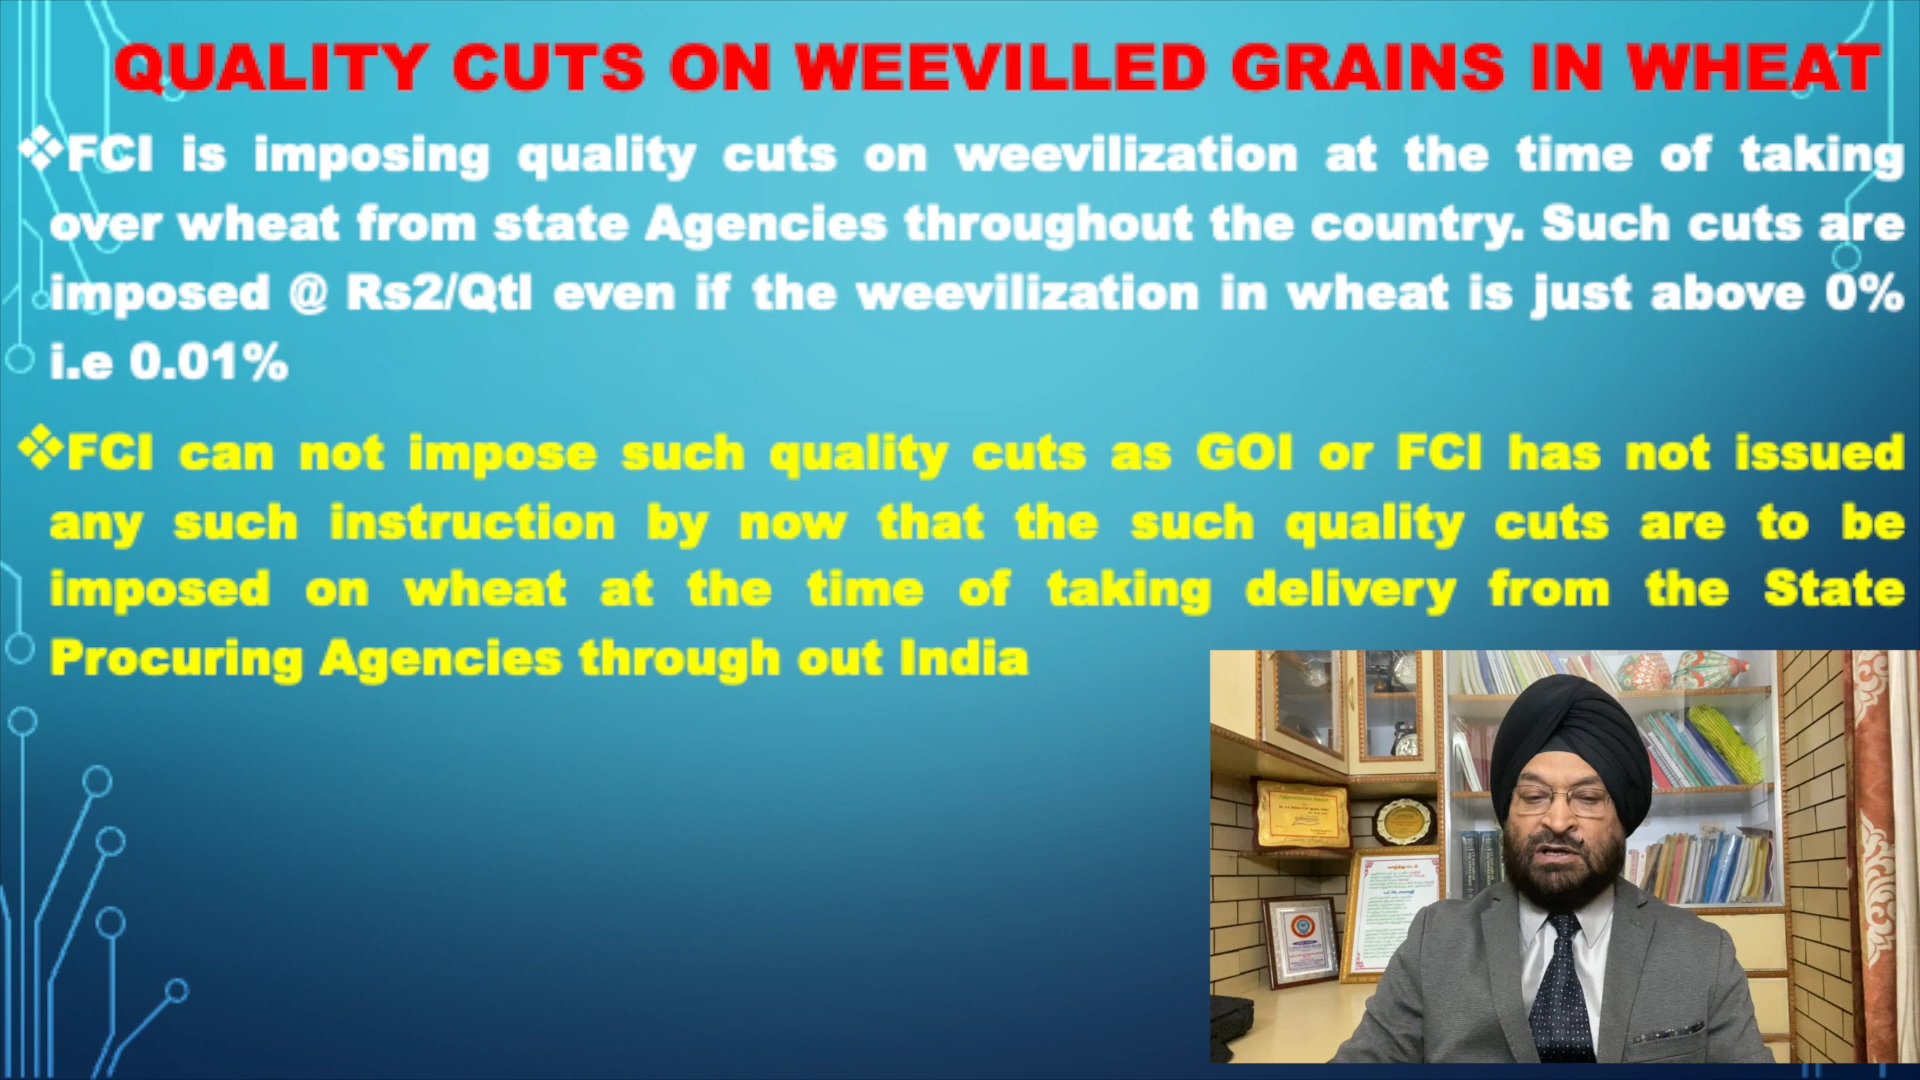 QUALITY CUTS ON WEEVILLED GRAINS IN WHEAT
❖FCI is imposing quality cuts on weevilization at the time of taking
over wheat from state Agencies throughout the country. Such cuts are
imposed @ Rs2/Qtl even if the weevilization in wheat is just above 0%
i.e 0.01%
❖FCI can not impose such quality cuts as GOI or FCI has not issued
any such instruction by now that the such quality cuts are to be
imposed on wheat at the time of taking delivery from the State
Procuring Agencies through out India